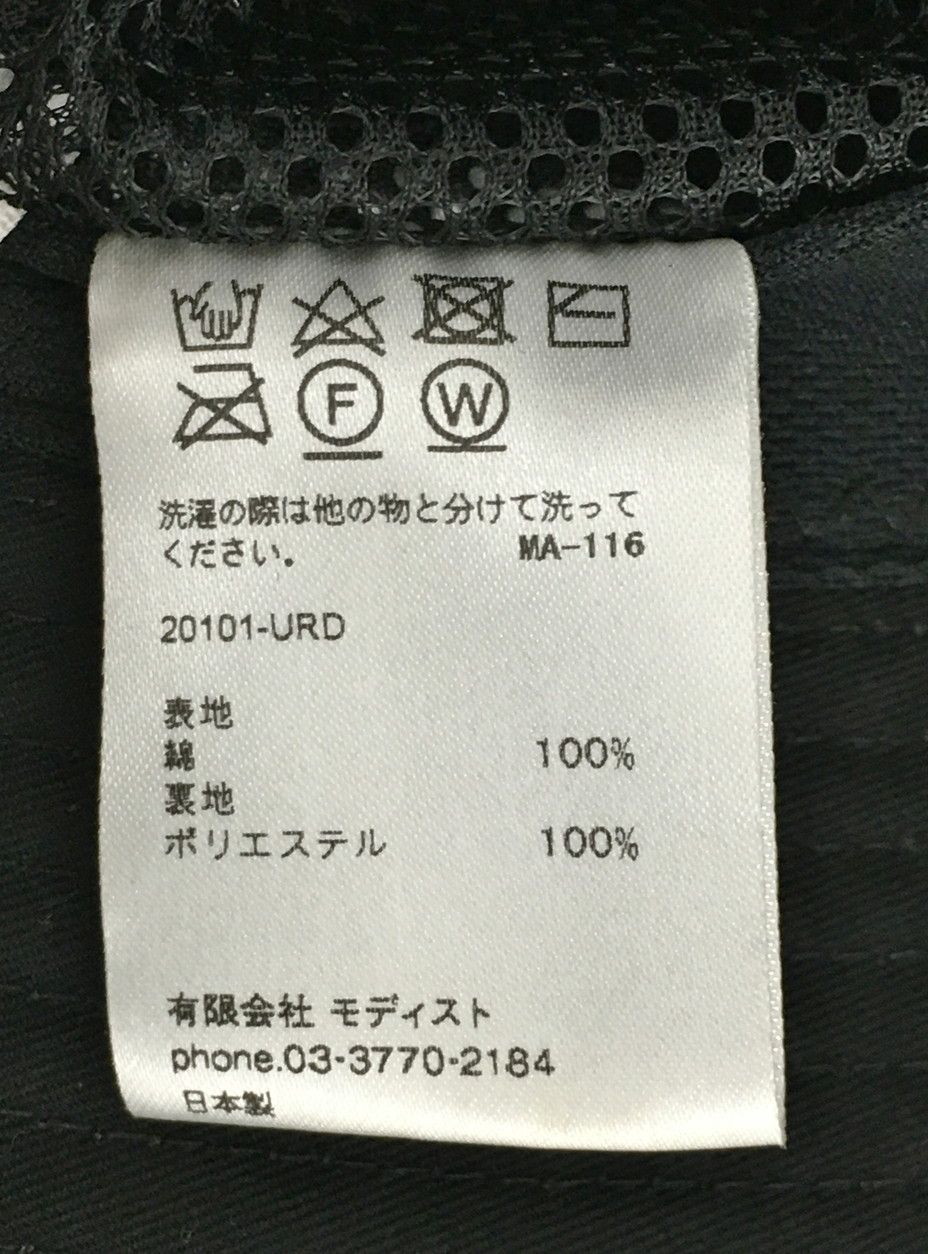 F W
洗濯の際は他の物と分けて洗って
ください。 MA-116
20101-URD
表地
綿 100%
裏地
ポリエステル 100%
有限会社 モディスト
phone.03-3770-2184
日本製